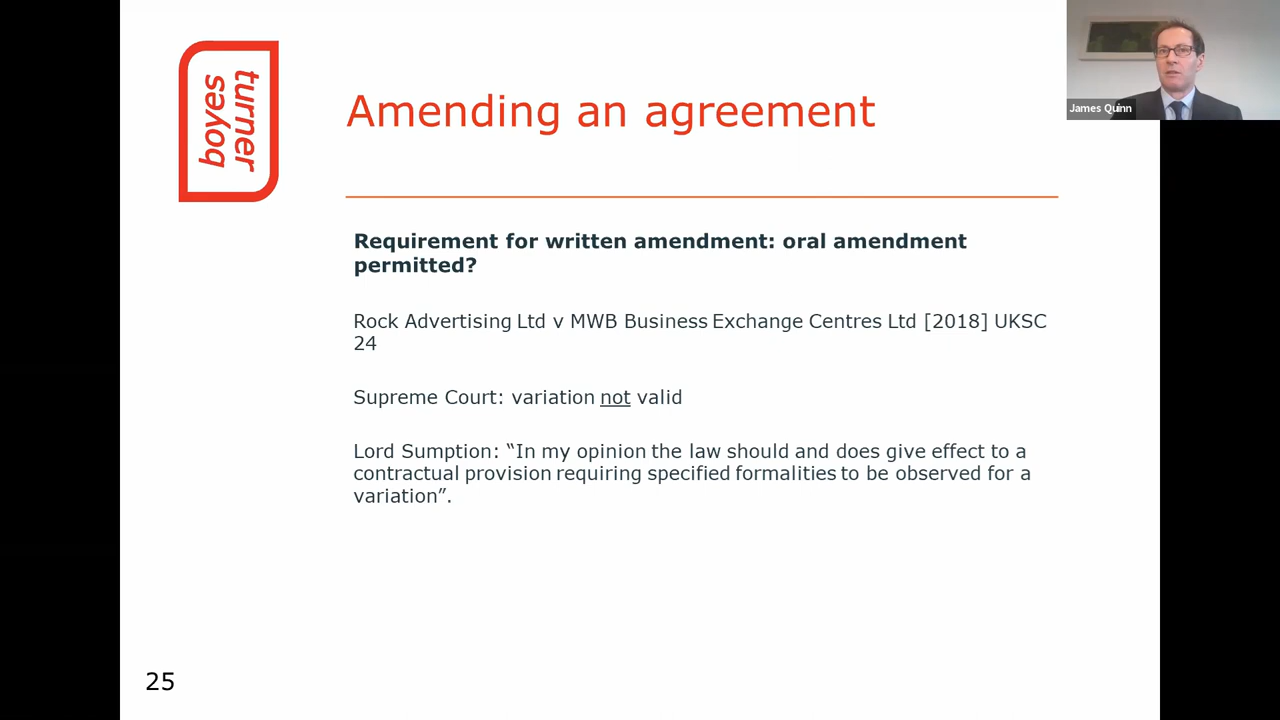 boyes
turner
Amending an agreement
James Quinn
Requirement for written amendment: oral amendment
permitted?
Rock Advertising Ltd v MWB Business Exchange Centres Ltd [2018] UKSC
24
Supreme Court: variation not valid
Lord Sumption: “In my opinion the law should and does give effect to a
contractual provision requiring specified formalities to be observed for a
variation”.
25